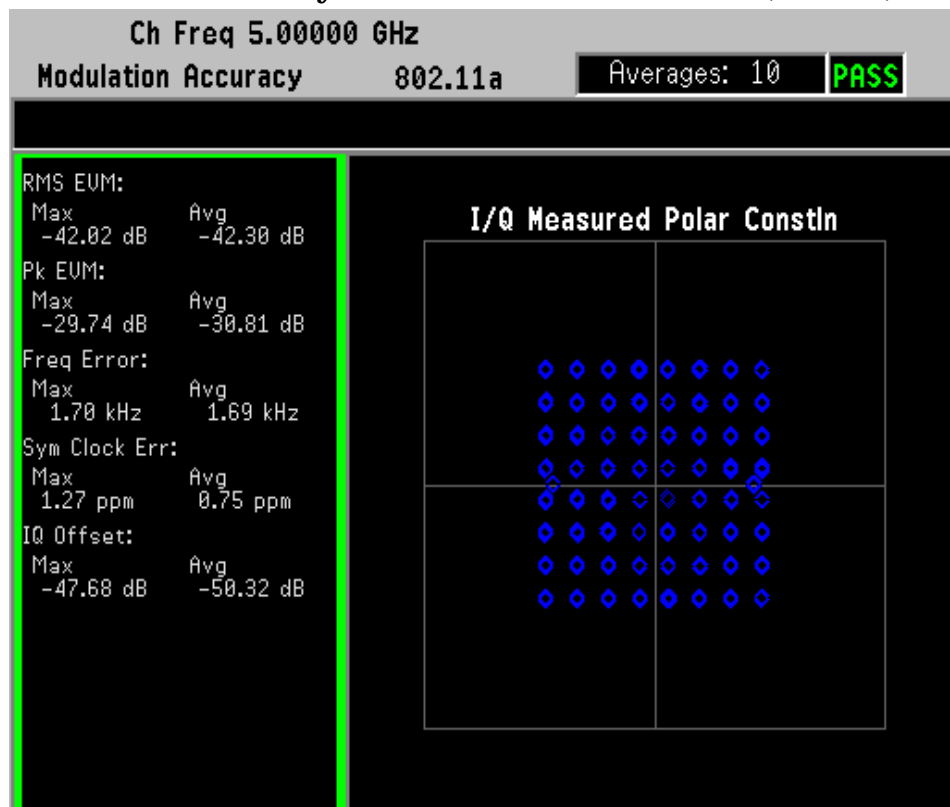 Ch Freq 5.00000 GHz
Modulation Accuracy 802.11a Averages: 10 PASS
RMS EVM:
Max Avg
-42.02 dB -42.30 dB
Pk EVM:
Max Avg
-29.74 dB -30.81 dB
Freq Error:
Max Avg
1.70 kHz 1.69 kHz
Sym Clock Err:
Max Avg
1.27 ppm 0.75 ppm
IQ Offset:
Max Avg
-47.68 dB -50.32 dB
I/Q Measured Polar Constln